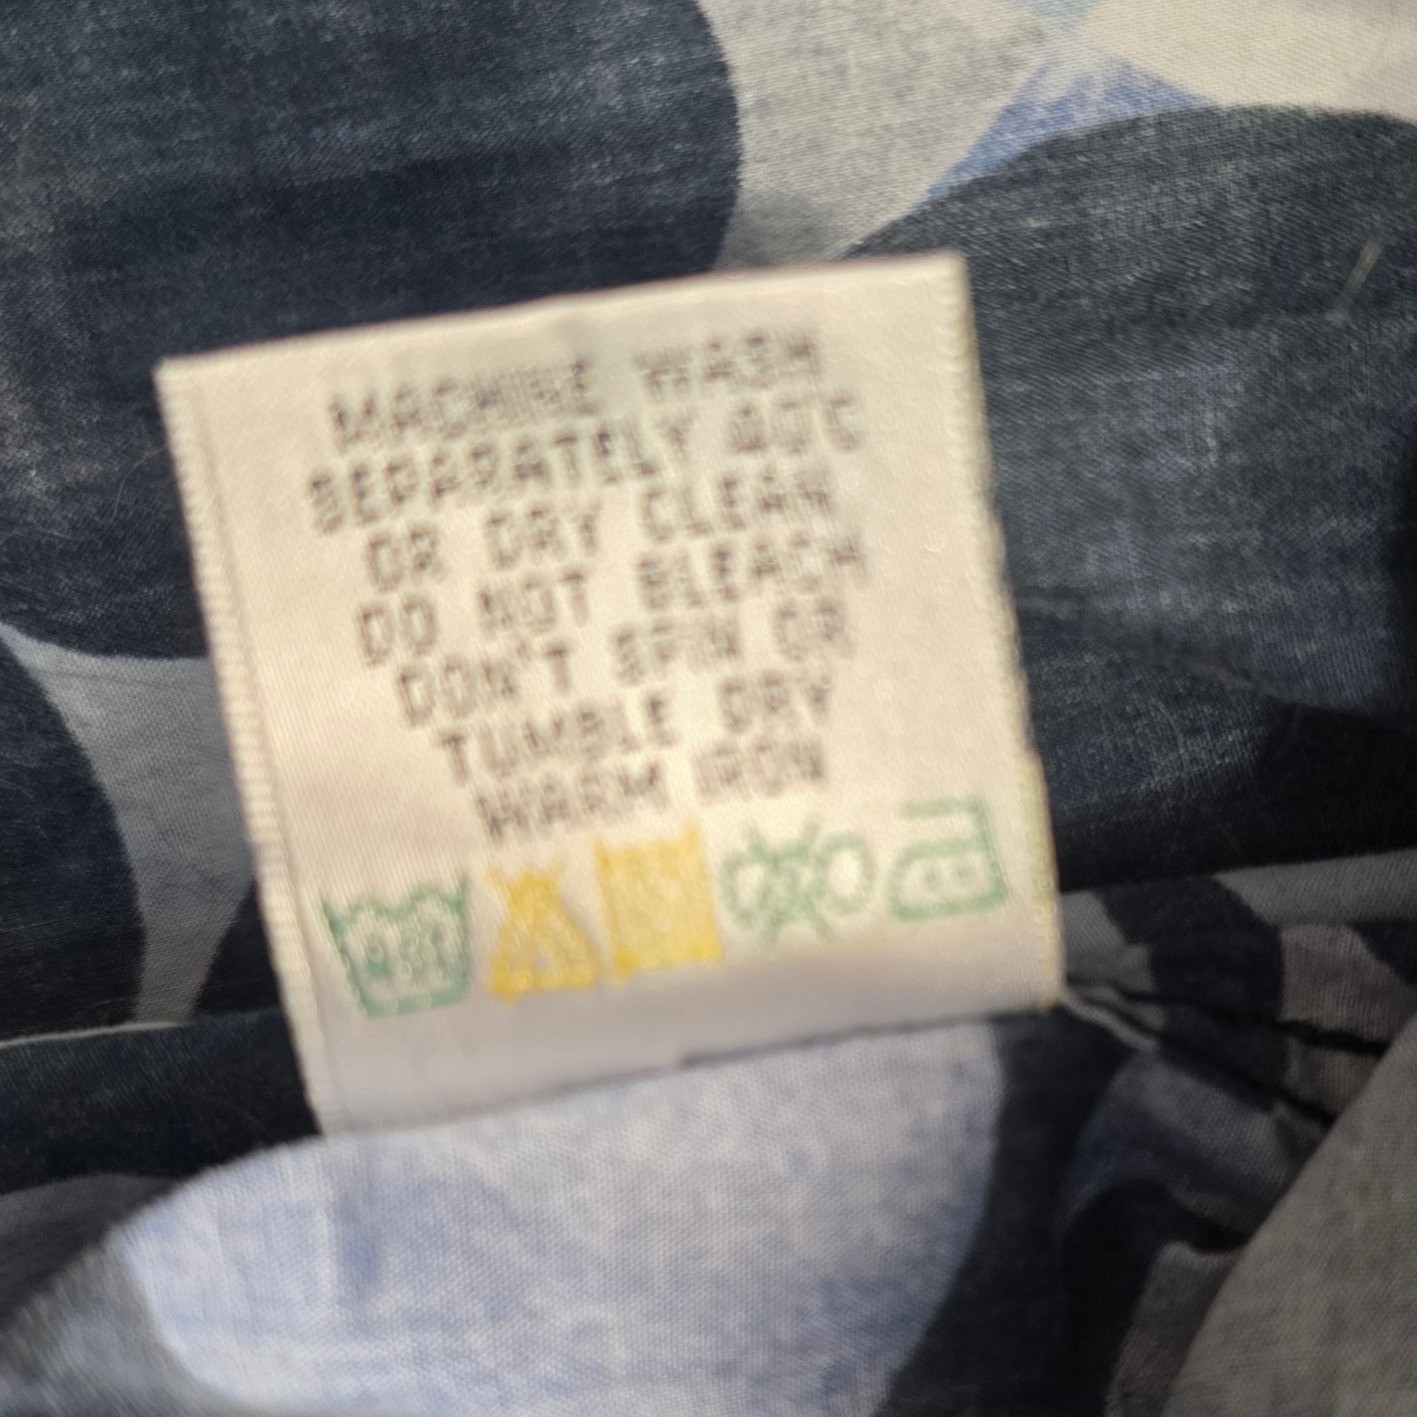 MACHINE WASH
SEPARATELY 40°C
OR DRY CLEAN
DO NOT BLEACH
DON'T SPIN OR
TUMBLE DRY
WARM IRON